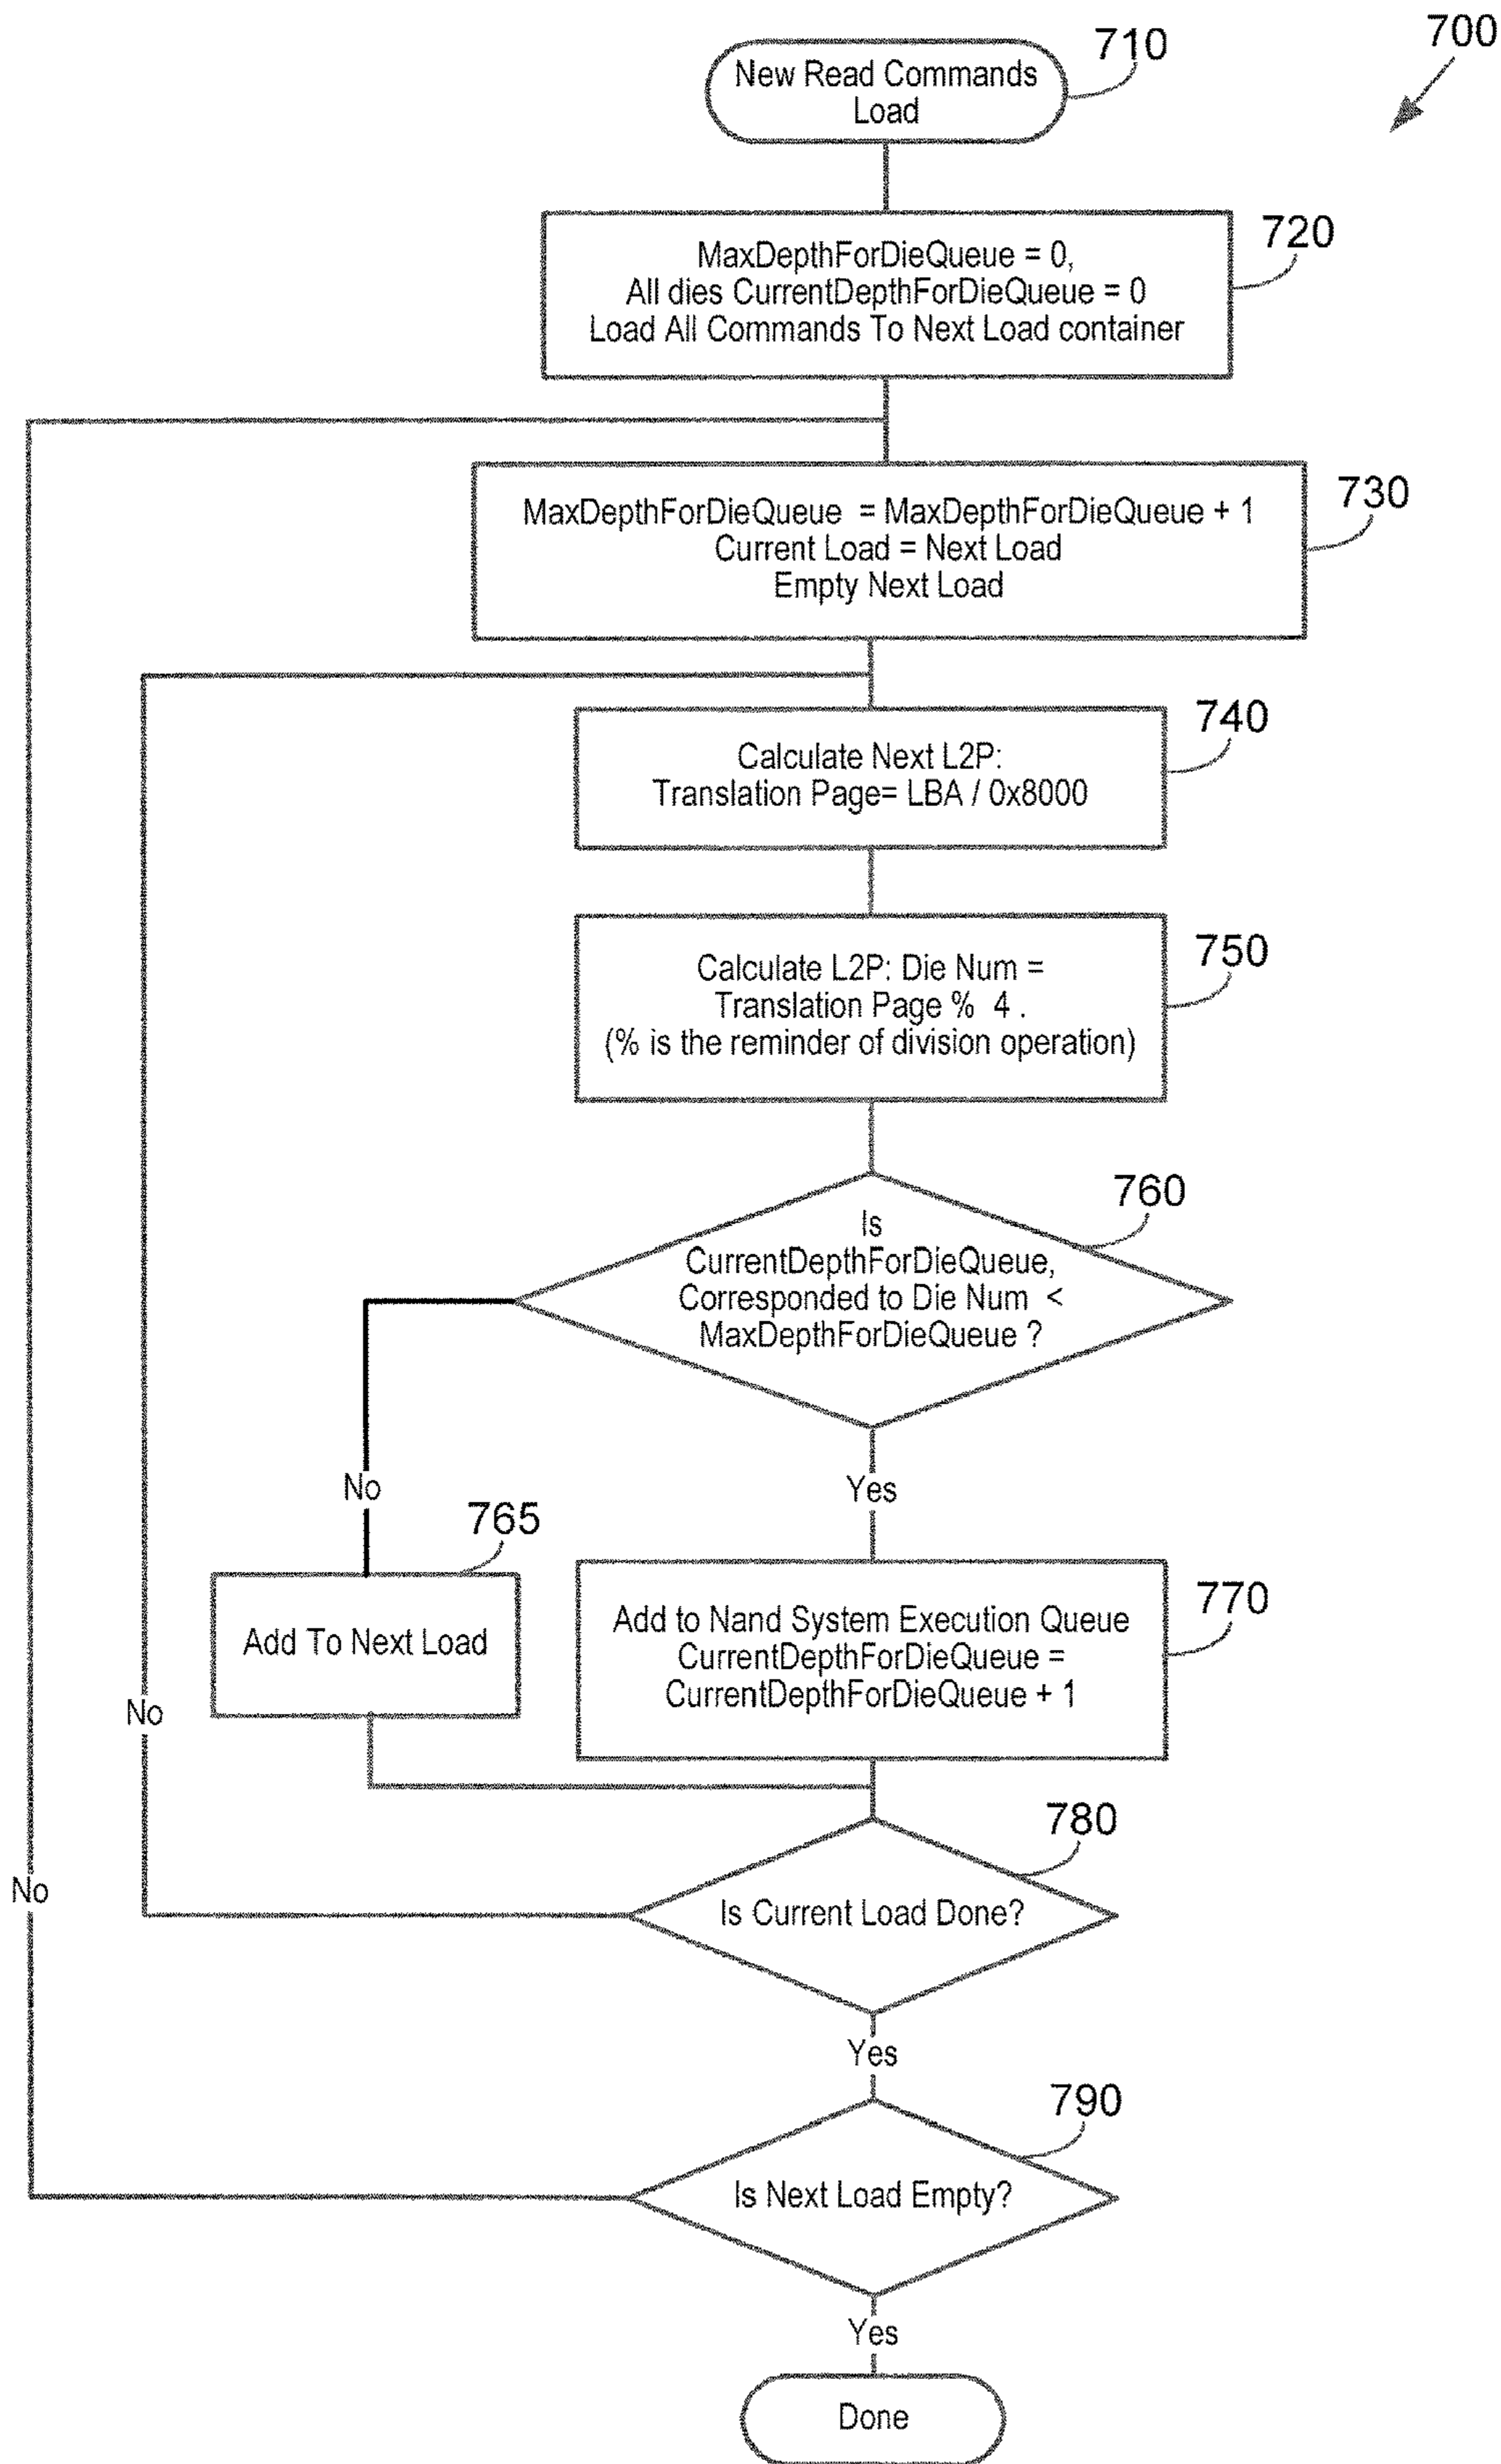 700
710
New Read Commands
Load
720
MaxDepthForDieQueue = 0,
All dies CurrentDepthForDieQueue = 0
Load All Commands To Next Load container
730
MaxDepthForDieQueue = MaxDepthForDieQueue + 1
Current Load = Next Load
Empty Next Load
740
Calculate Next L2P:
Translation Page= LBA / 0x8000
750
Calculate L2P: Die Num =
Translation Page % 4 .
(% is the reminder of division operation)
760
Is
CurrentDepthForDieQueue,
Corresponded to Die Num <
MaxDepthForDieQueue ?
No
Yes
765
Add To Next Load
770
Add to Nand System Execution Queue
CurrentDepthForDieQueue =
CurrentDepthForDieQueue + 1
No
780
Is Current Load Done?
No
Yes
790
Is Next Load Empty?
Yes
Done